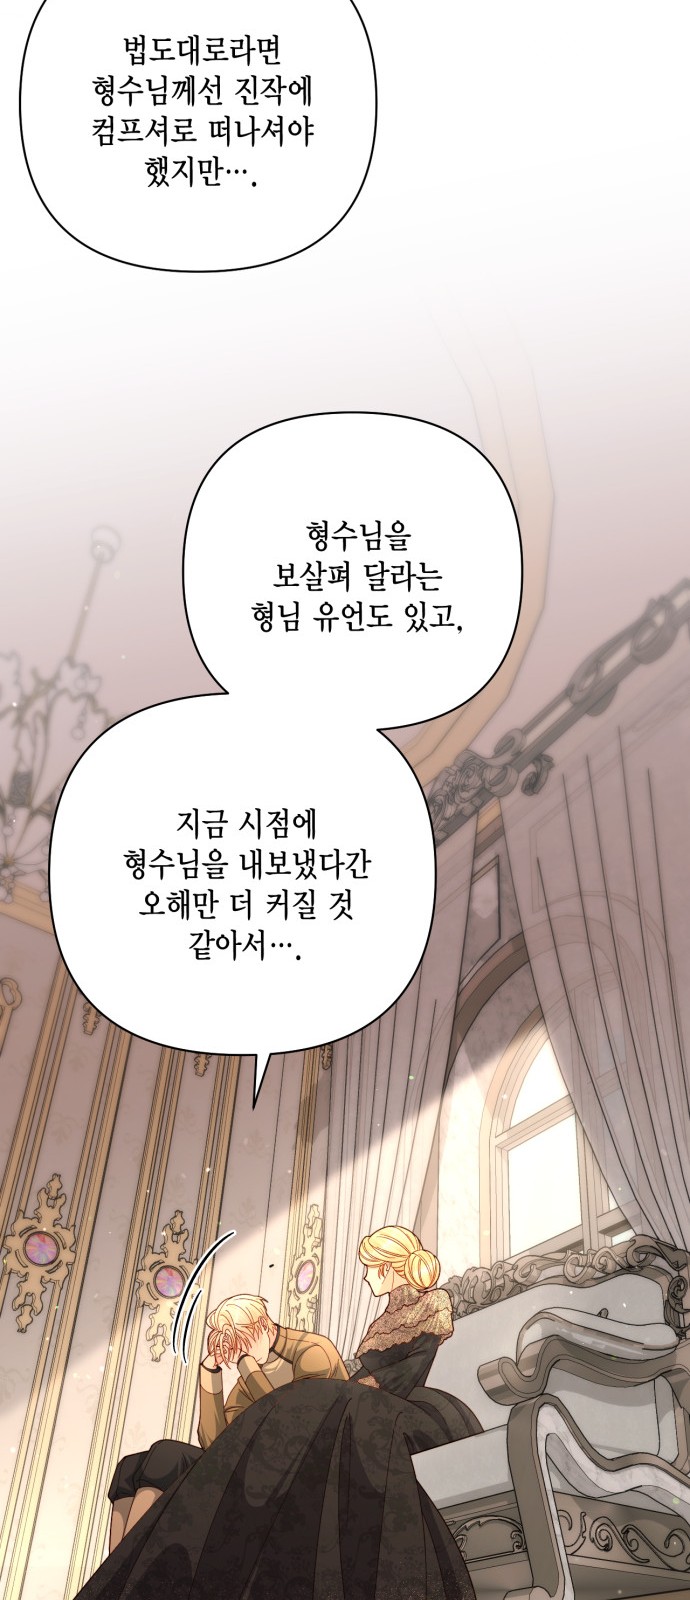 법도대로라면
형수님께선 진작에
컴프셔로 떠나셔야
했지만….
형수님을
보살펴 달라는
형님 유언도 있고,
지금 시점에
형수님을 내보냈다간
오해만 더 커질 것
같아서….